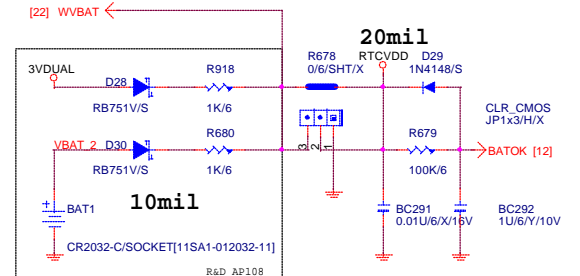 [22] WVBAT
20mil
R678
0/6/SHT/X
RTCVDD
D29
1N4148/S
3VDUAL
D28
R918
RB751V/S
1K/6
CLR_CMOS
JP1x3/H/X
VBAT_2
D30
R680
3
2
1
R679
BATOK [12]
RB751V/S
1K/6
100K/6
+
BAT1
10mil
BC291
0.01U/6/X/16V
BC292
1U/6/Y/10V
CR2032-C/SOCKET[11SA1-012032-11]
R&D AP108